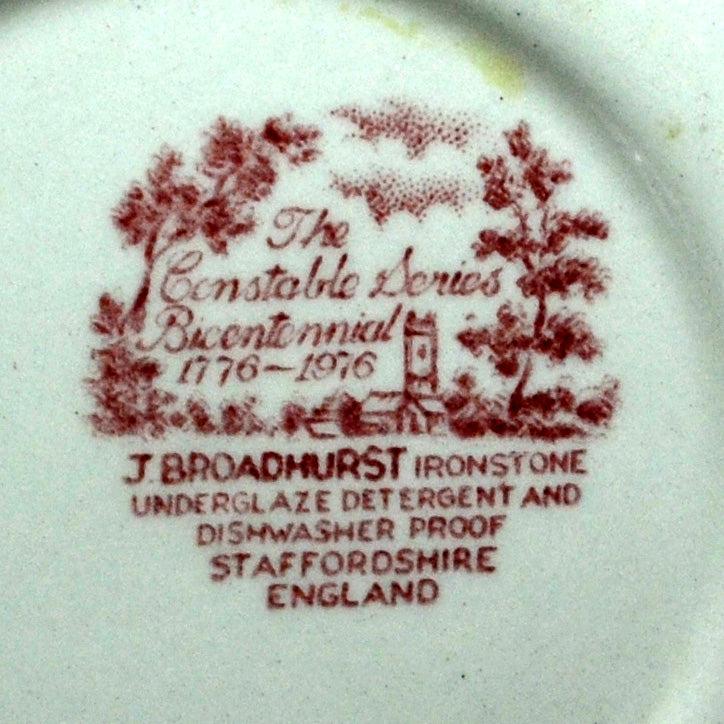 The
Constable Series
Bicentennial
1776-1976
J. BROADHURST IRONSTONE
UNDERGLAZE DETERGENT AND
DISHWASHER PROOF
STAFFORDSHIRE
ENGLAND